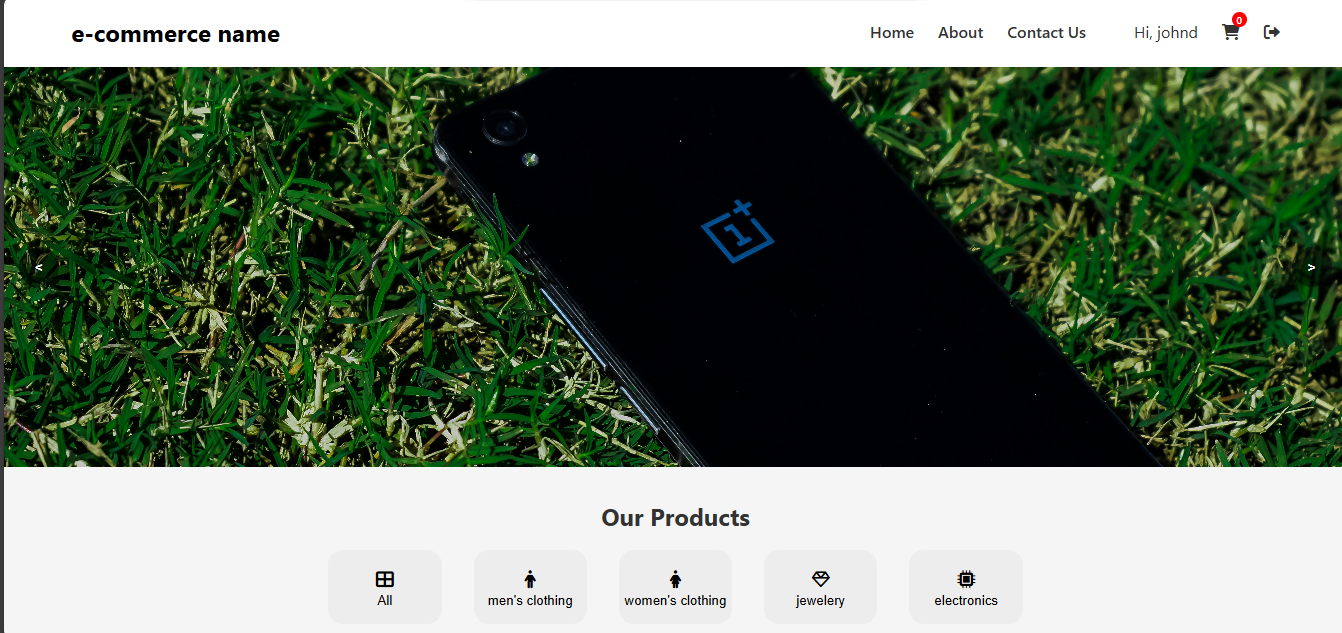 e-commerce name Home About Contact Us Hi, johnd 0
< >
Our Products
All men's clothing women's clothing jewelery electronics